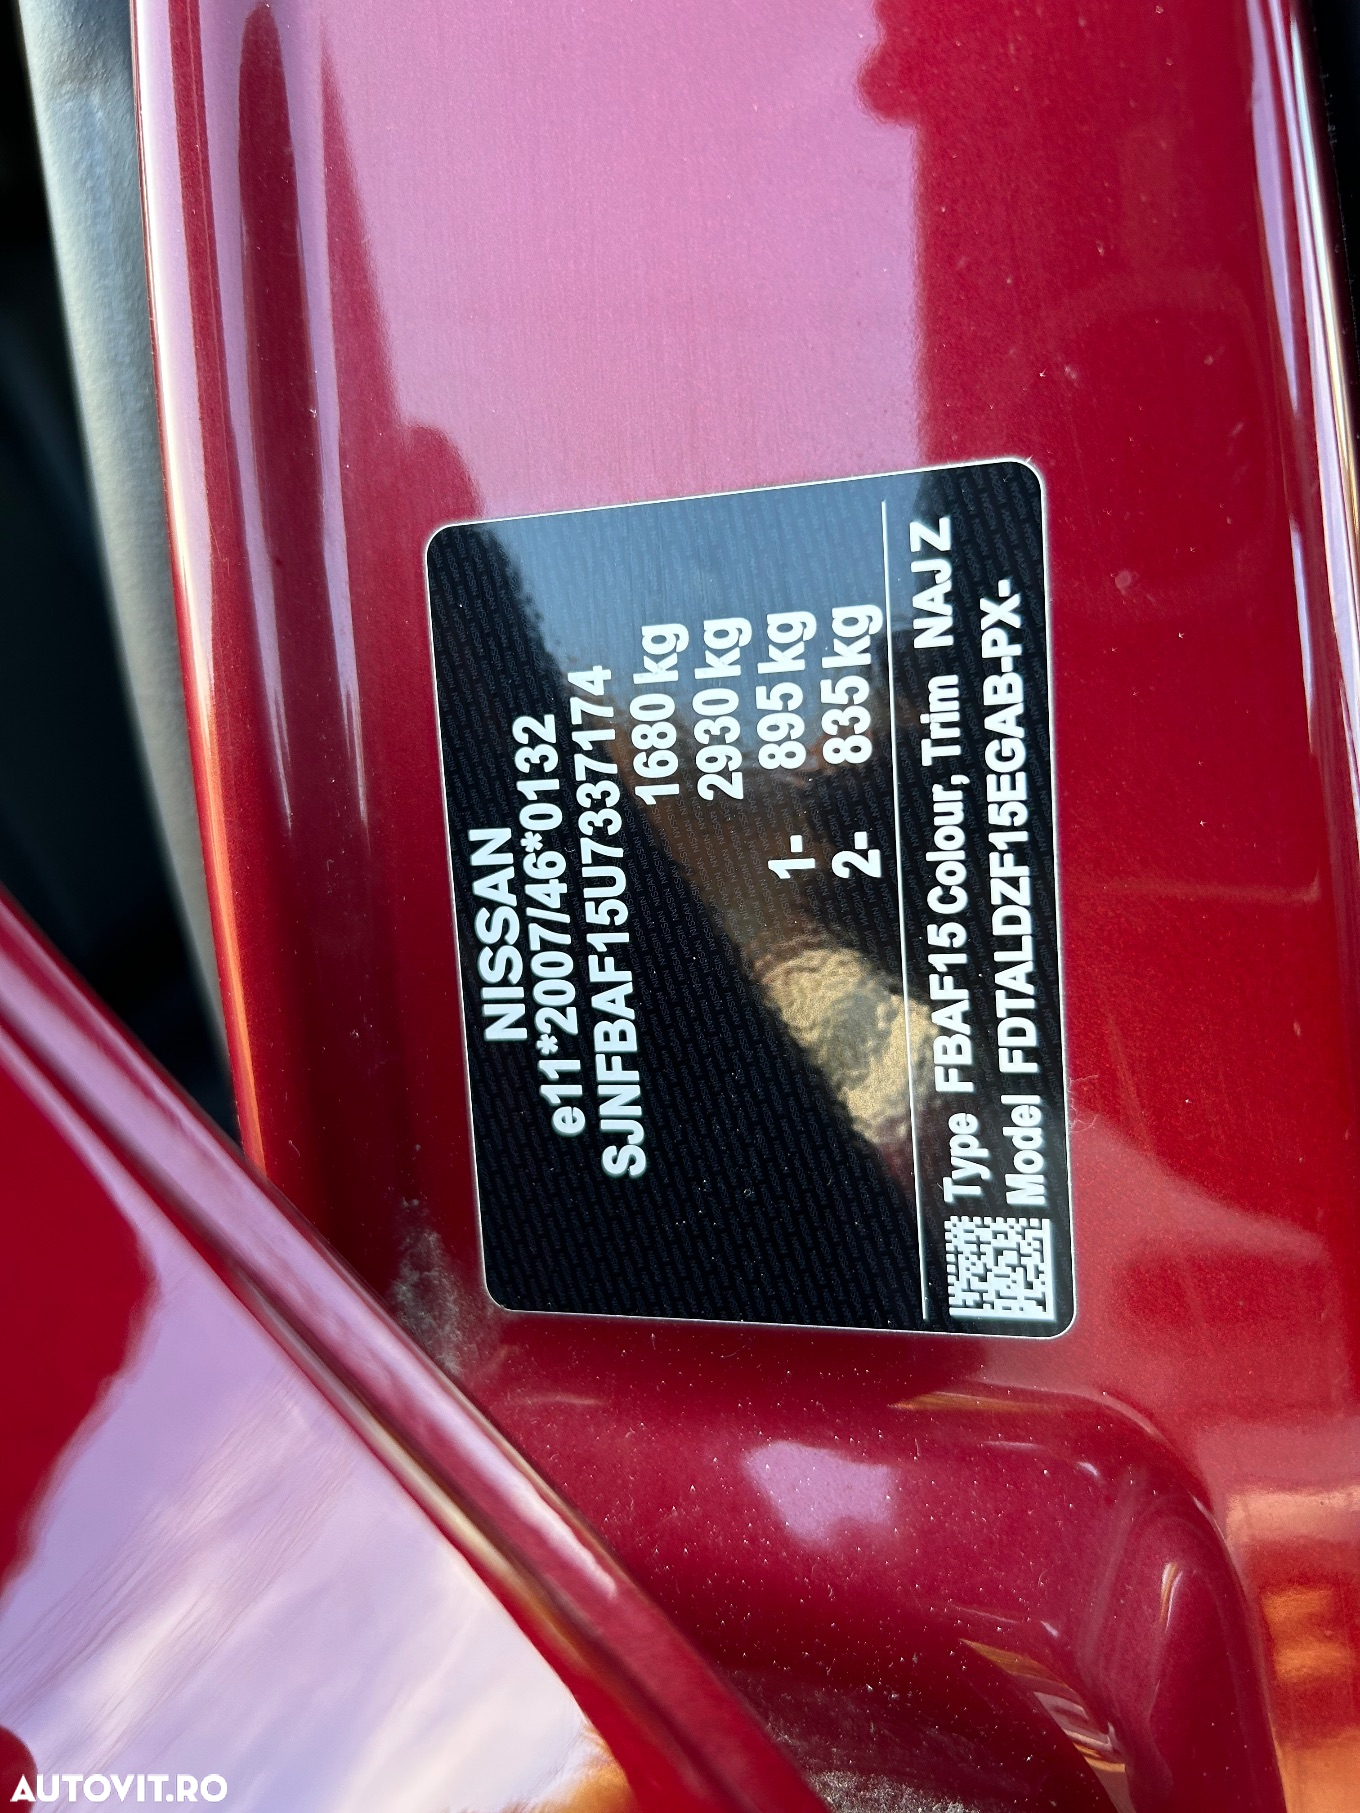 NISSAN
e11*2007/46*0132
SJNFBAF15U7337174
1680 kg
2930 kg
1- 895 kg
2- 835 kg
Type FBAF15 Colour, Trim NAJ Z
Model FDTALDZF15EGAB-PX-
AUTOVIT.RO